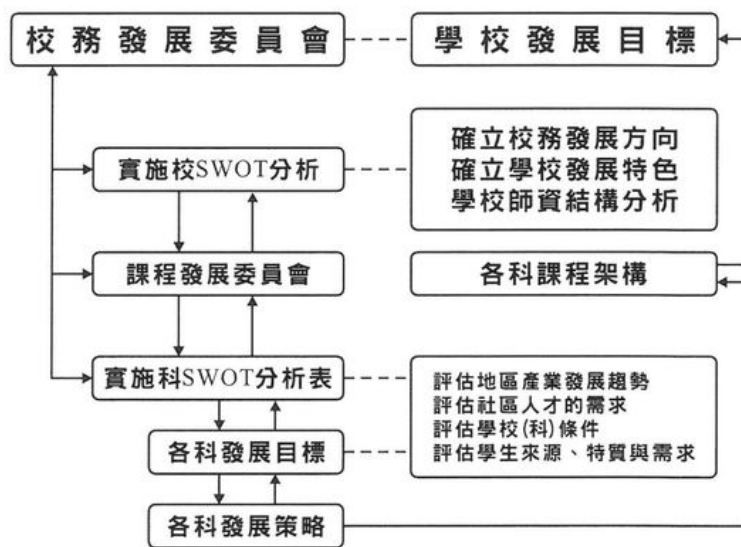 校務發展委員會
學校發展目標
實施校SWOT分析
確立校務發展方向
確立學校發展特色
學校師資結構分析
課程發展委員會
各科課程架構
實施科SWOT分析表
評估地區產業發展趨勢
評估社區人才的需求
評估學校(科)條件
評估學生來源、特質與需求
各科發展目標
各科發展策略